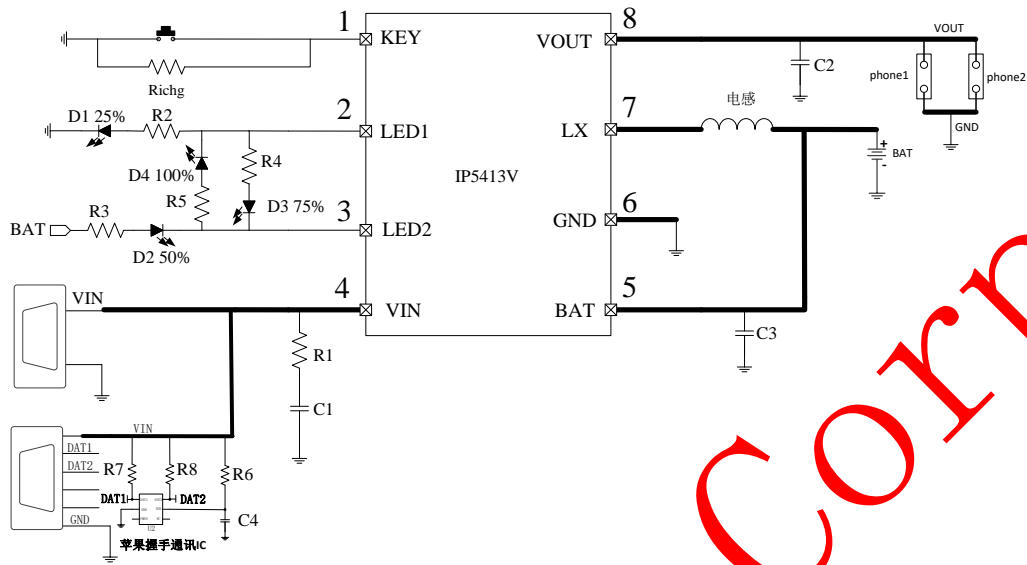 1
KEY
Richg
2
LED1
D1 25%
R2
D4 100%
R4
R5
D3 75%
3
LED2
BAT
R3
D2 50%
4
VIN
VIN
R1
C1
IP5413V
8
VOUT
VOUT
C2
phone1
phone2
GND
7
LX
电感
BAT
+
-
6
GND
5
BAT
C3
VIN
DAT1
DAT2
GND
R7
R8
R6
DAT1
DAT2
U2
C4
苹果握手通讯IC
Corp